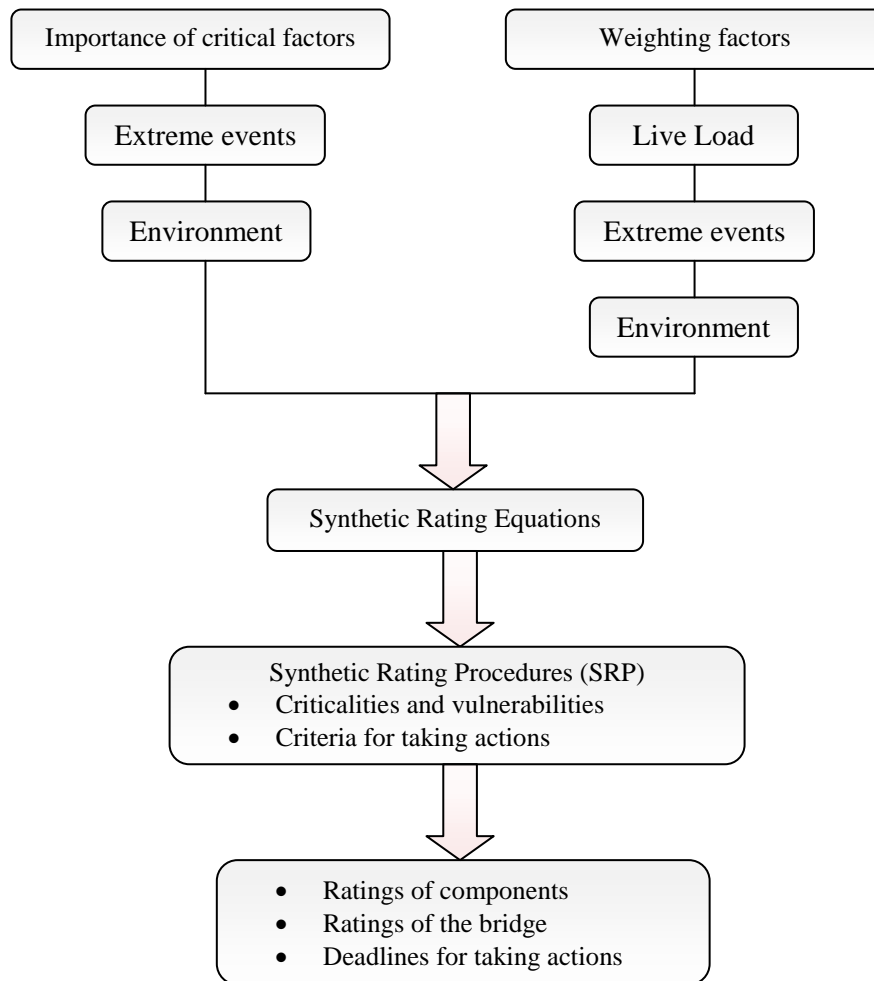 Importance of critical factors
Weighting factors
Extreme events
Live Load
Environment
Extreme events
Environment
Synthetic Rating Equations
Synthetic Rating Procedures (SRP)
• Criticalities and vulnerabilities
• Criteria for taking actions
• Ratings of components
• Ratings of the bridge
• Deadlines for taking actions